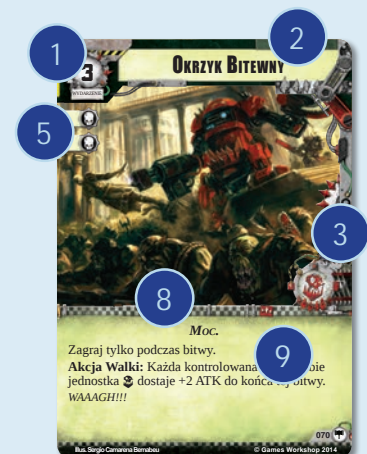 1
2
3
OKRZYK BITEWNY
WYDARZENIE
5
3
8
MOC.
9
Zagraj tylko podczas bitwy.
Akcja Walki: Każda kontrolowana
jednostka dostaje +2 ATK do końca bitwy.
WAAAGH!!!
070
Illus. Sergio Camarena Bernabeu
© Games Workshop 2014